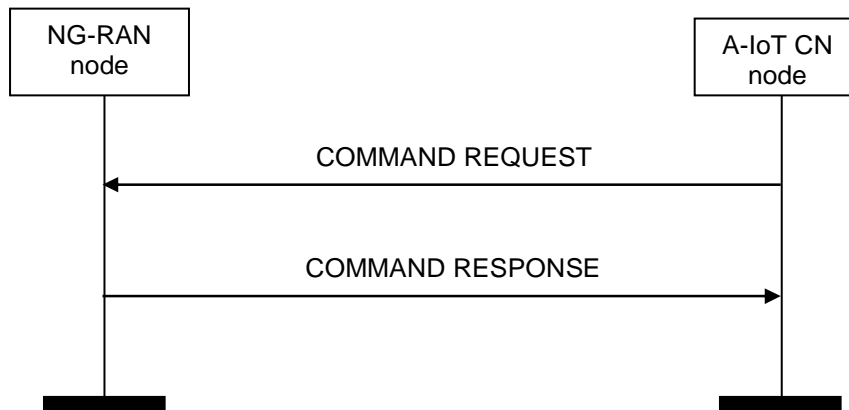 NG-RAN
node
A-IoT CN
node
COMMAND REQUEST
COMMAND RESPONSE